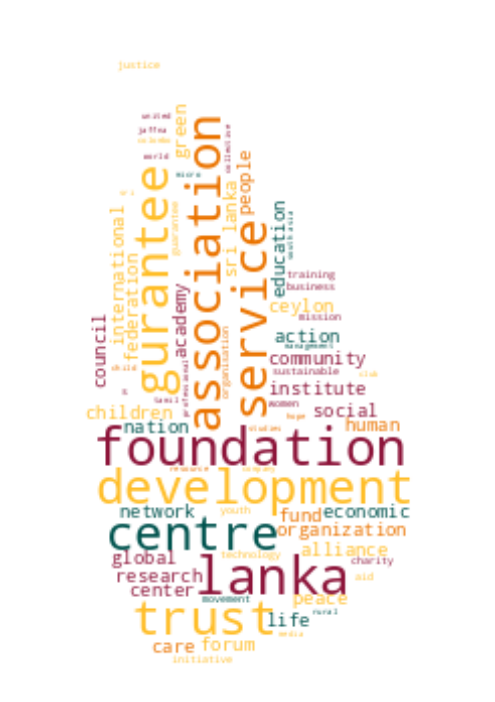 justice
united
jaffna
colombo
world
green
micro
collective
association
gurantee
guarantee
sri lanka
people
service
education
south asia
international
federation
academy
council
child
tamil
professional
organisation
training
business
ceylon
mission
action
management
community
sustainable
club
institute
women
social
children
hope
human
nation
studies
foundation
resource
company
development
network
youth
fund
economic
centre
organization
alliance
global
technology
charity
research
lanka
aid
center
movement
peace
rural
trust
life
media
care
forum
initiative